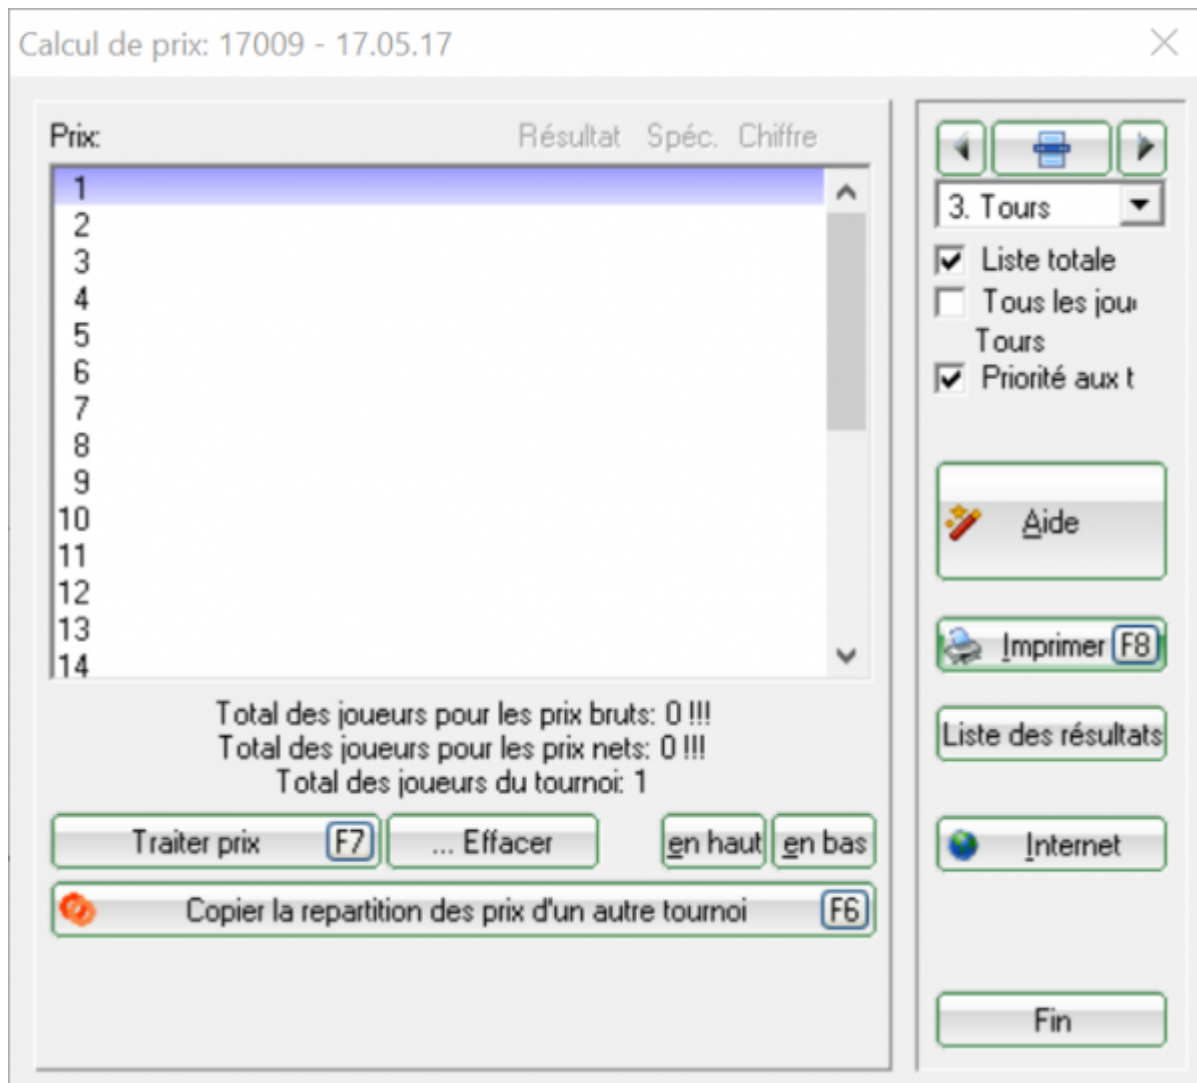 Calcul de prix: 17009 - 17.05.17
Prix: Résultat Spéc. Chiffre
1
2
3
4
5
6
7
8
9
10
11
12
13
14
Total des joueurs pour les prix bruts: 0 !!!
Total des joueurs pour les prix nets: 0 !!!
Total des joueurs du tournoi: 1
Traiter prix F7 ... Effacer en haut en bas
Copier la repartition des prix d'un autre tournoi F6
3. Tours
Liste totale
Tous les jou
Tours
Priorité aux t
Aide
Imprimer F8
Liste des résultats
Internet
Fin